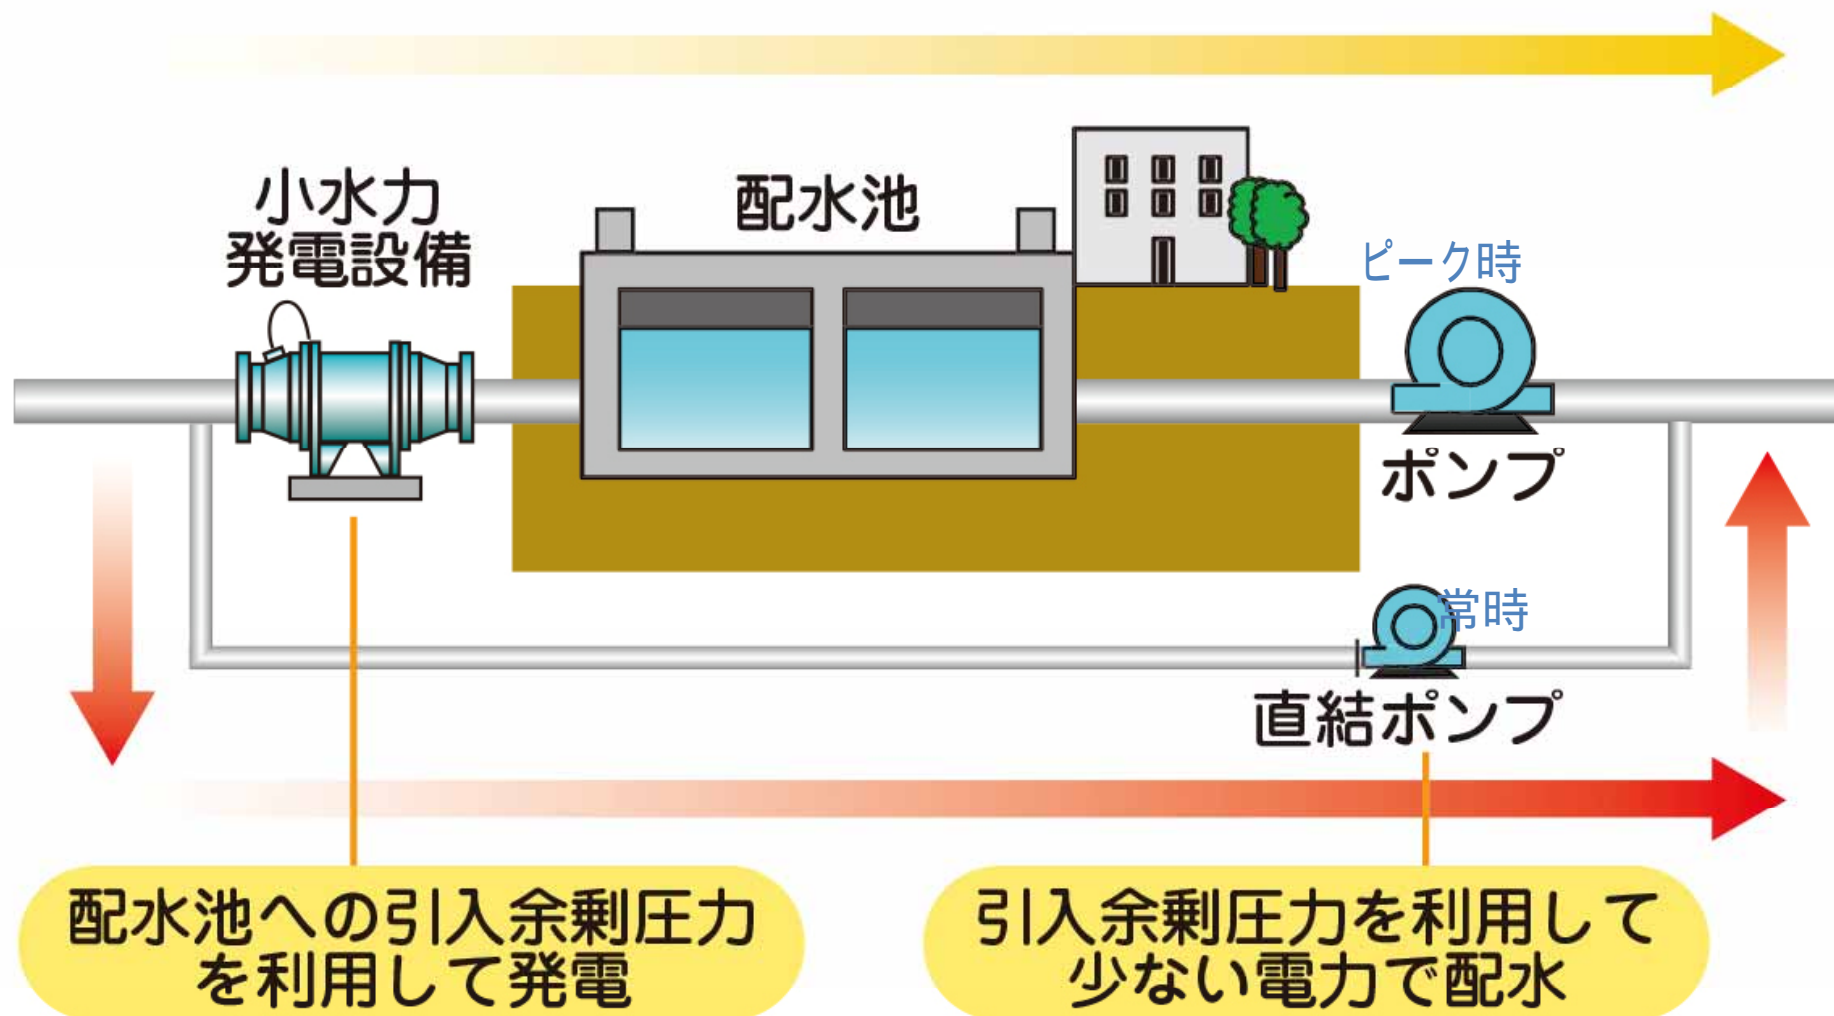 小水力
発電設備
配水池
ピーク時
ポンプ
常時
直結ポンプ
配水池への引入余剰圧力
を利用して発電
引入余剰圧力を利用して
少ない電力で配水